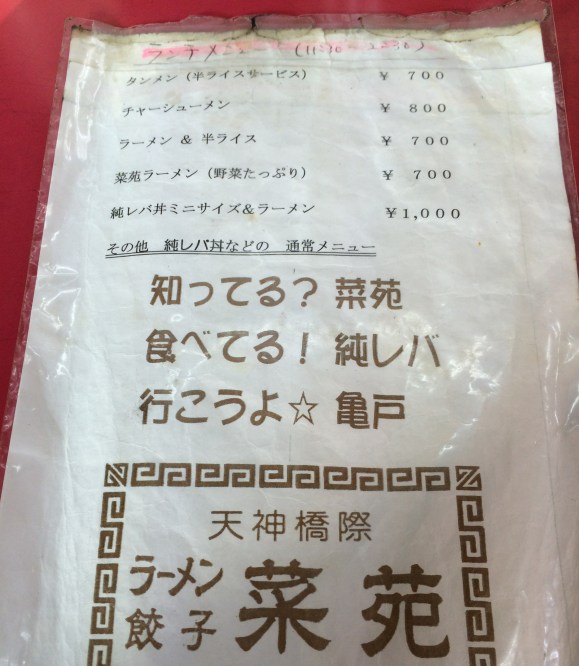 ランチメニュー
タンメン（半ライスサービス） ￥ ７００
チャーシューメン ￥ ８００
ラーメン ＆ 半ライス ￥ ７００
菜苑ラーメン（野菜たっぷり） ￥ ７００
純レバ丼ミニサイズ＆ラーメン ￥１,０００
その他 純レバ丼などの 通常メニュー
知ってる？菜苑
食べてる！純レバ
行こうよ☆亀戸
天神橋際
ラーメン
餃子
菜苑